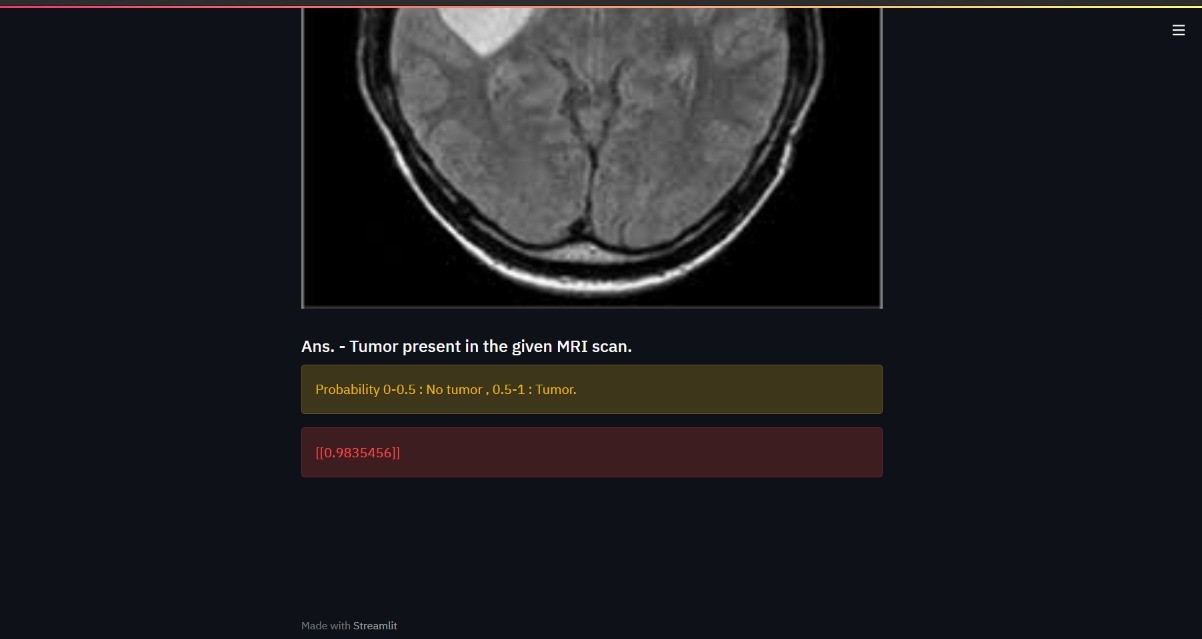 Ans. - Tumor present in the given MRI scan.
Probability 0-0.5 : No tumor , 0.5-1 : Tumor.
[[0.9835456]]
Made with Streamlit